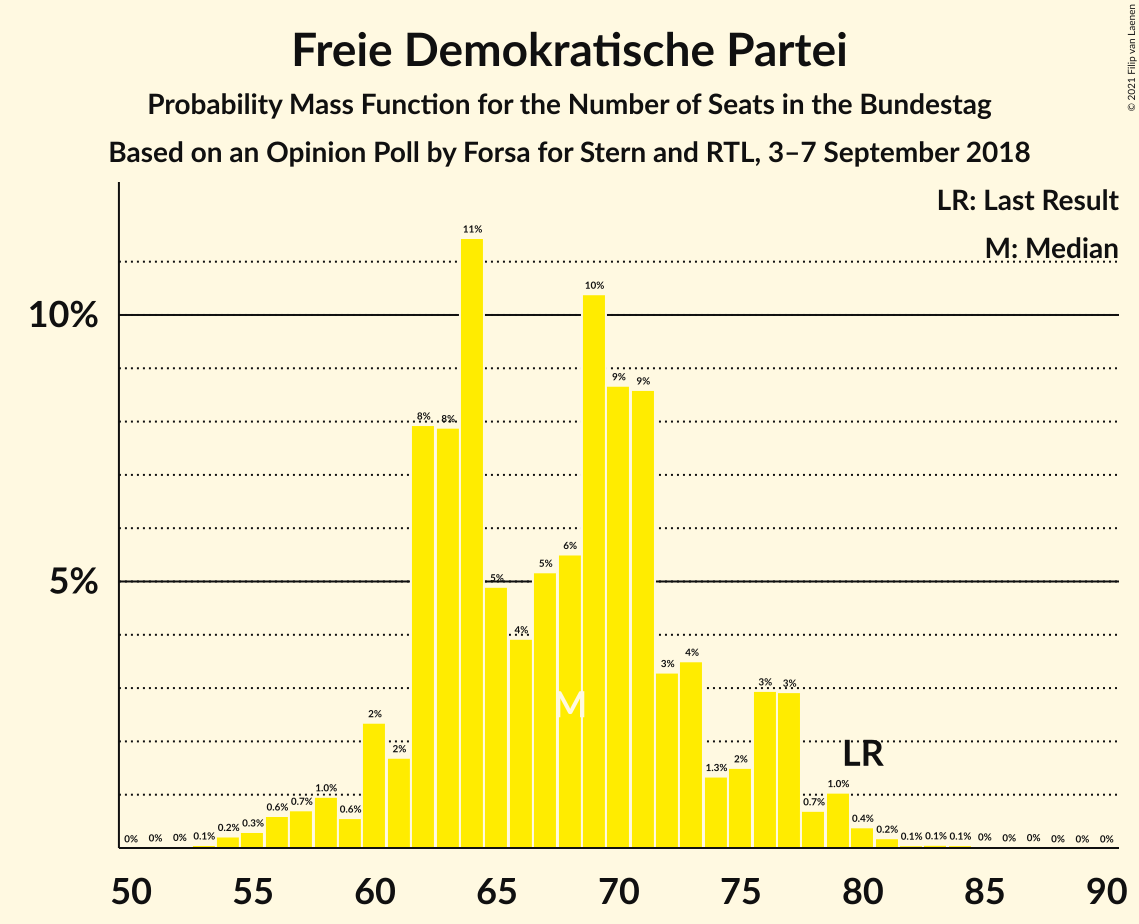 © 2021 Filip van Laenen
Freie Demokratische Partei
Probability Mass Function for the Number of Seats in the Bundestag
Based on an Opinion Poll by Forsa for Stern and RTL, 3–7 September 2018
LR: Last Result
M: Median
10%
5%
0% 0% 0% 0.1% 0.2% 0.3% 0.6% 0.7% 1.0% 0.6% 2% 2% 8% 8% 11% 5% 4% 5% 6% 10% 9% 9% 3% 4% 1.3% 2% 3% 3% 0.7% 1.0% 0.4% 0.2% 0.1% 0.1% 0.1% 0% 0% 0% 0% 0% 0%
M
LR
50 55 60 65 70 75 80 85 90